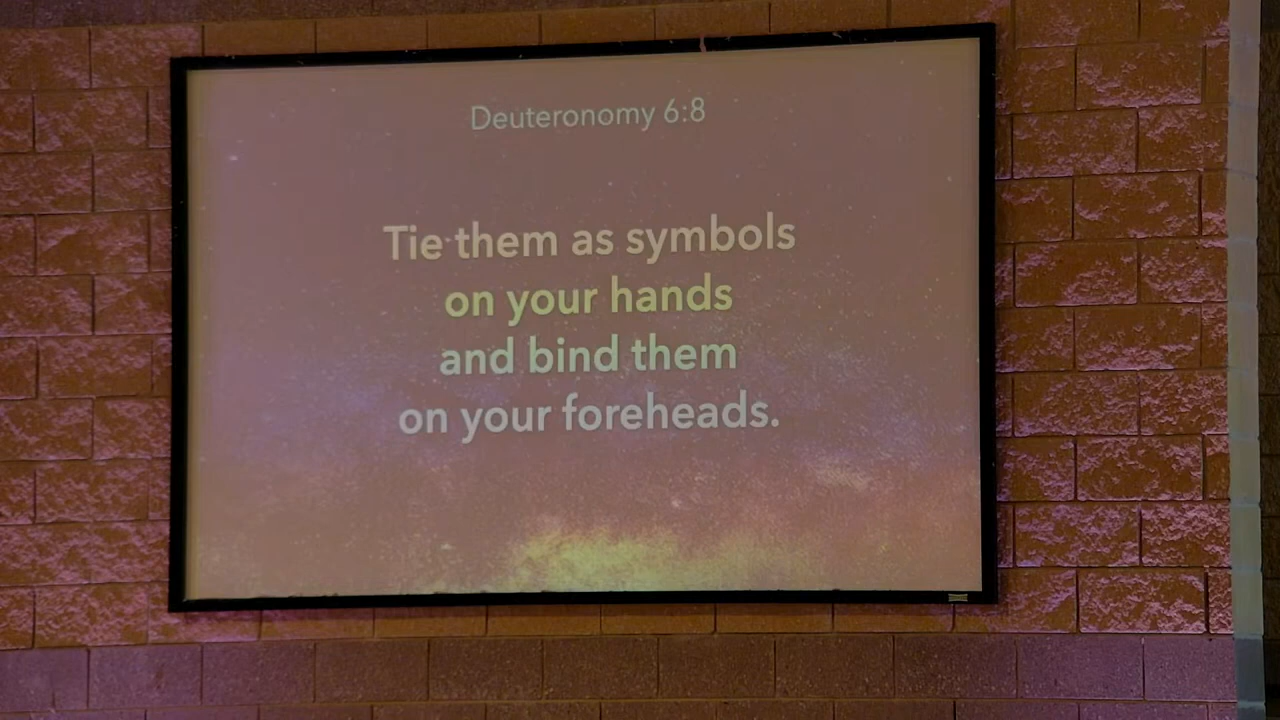 Deuteronomy 6:8
Tie them as symbols
on your hands
and bind them
on your foreheads.